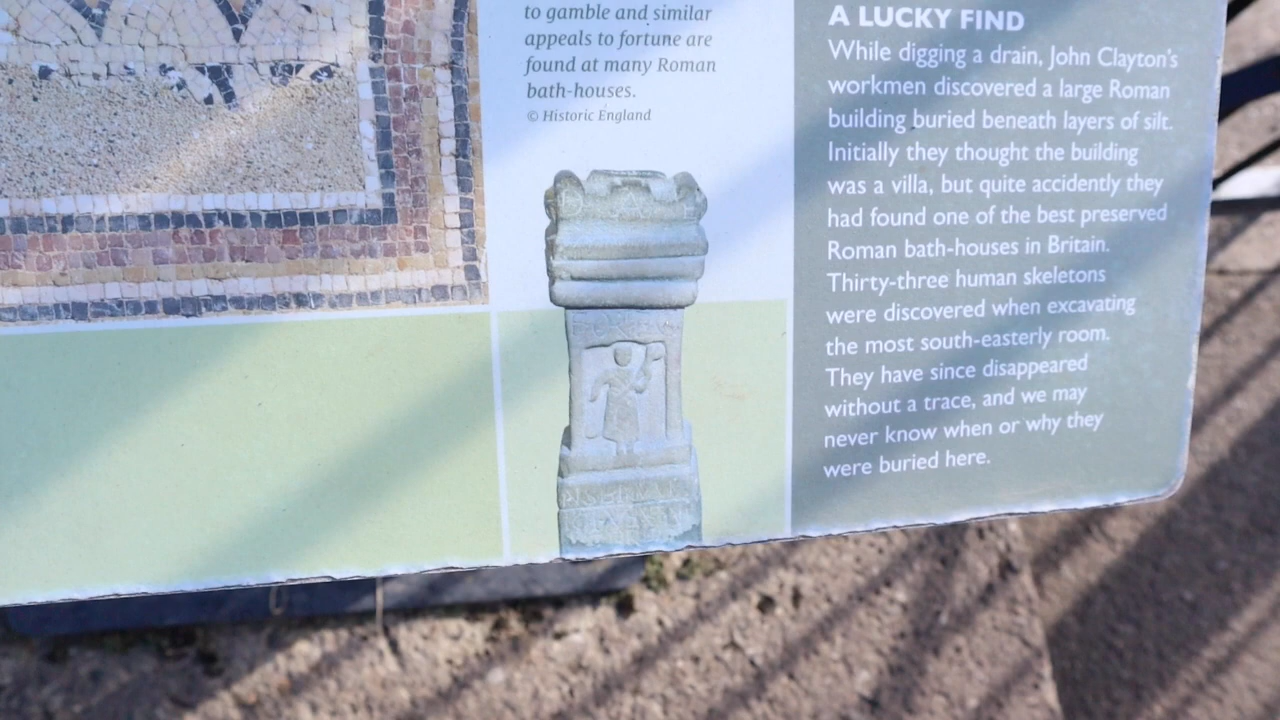 to gamble and similar
appeals to fortune are
found at many Roman
bath-houses.
© Historic England
A LUCKY FIND
While digging a drain, John Clayton's
workmen discovered a large Roman
building buried beneath layers of silt.
Initially they thought the building
was a villa, but quite accidently they
had found one of the best preserved
Roman bath-houses in Britain.
Thirty-three human skeletons
were discovered when excavating
the most south-easterly room.
They have since disappeared
without a trace, and we may
never know when or why they
were buried here.